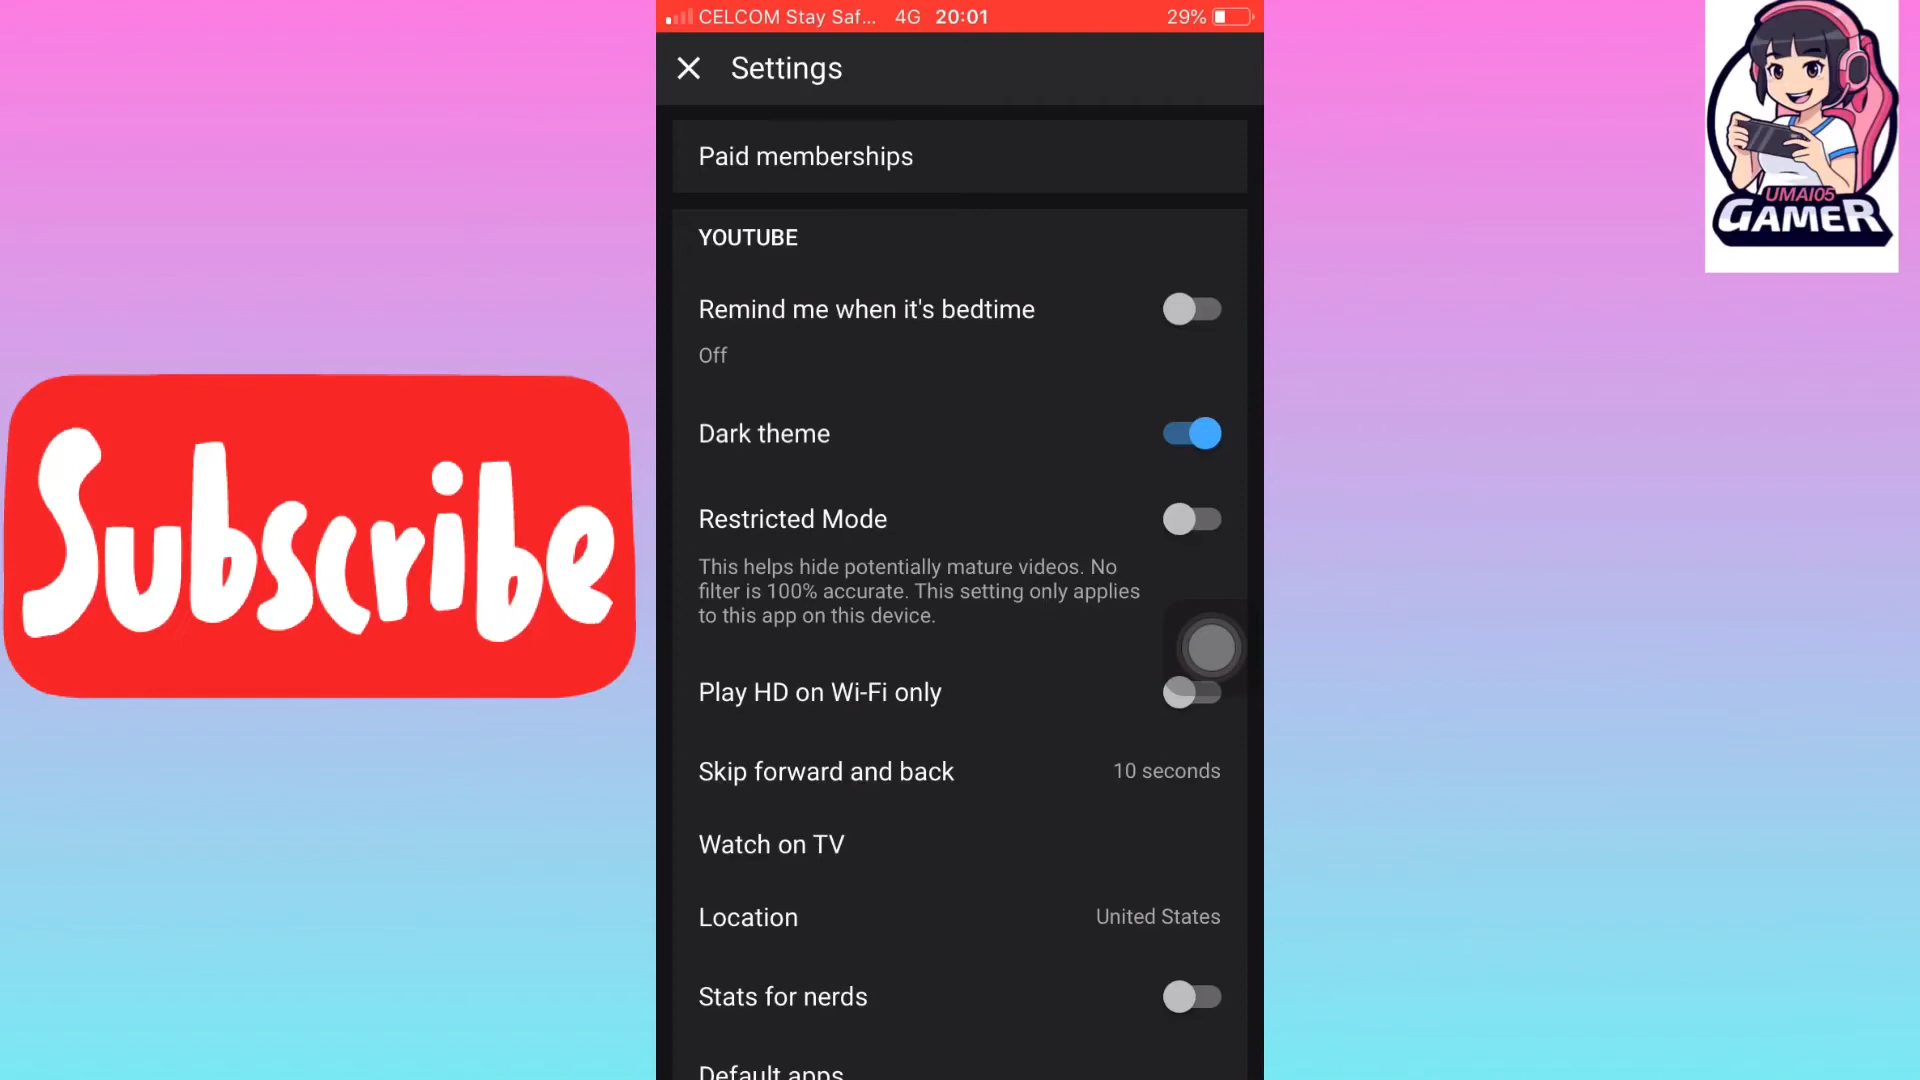 CELCOM Stay Saf... 4G 20:01 29%
Settings
Paid memberships
YOUTUBE
Remind me when it's bedtime
Off
Dark theme
Restricted Mode
This helps hide potentially mature videos. No
filter is 100% accurate. This setting only applies
to this app on this device.
Play HD on Wi-Fi only
Skip forward and back 10 seconds
Watch on TV
Location United States
Stats for nerds
Default apps
Subscribe
UMAI05
GAMER